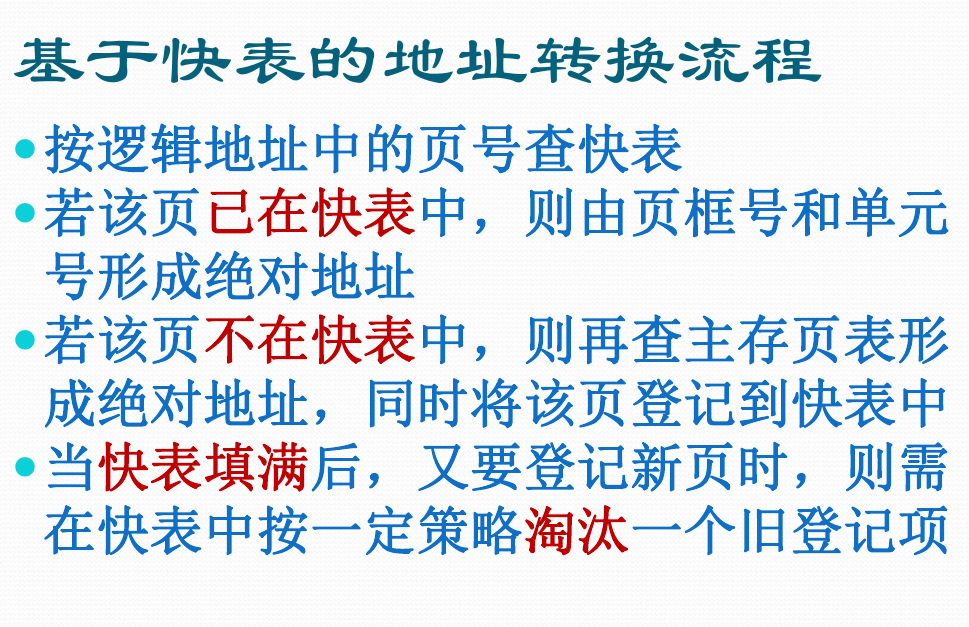 基于快表的地址转换流程
•按逻辑地址中的页号查快表
•若该页已在快表中，则由页框号和单元
号形成绝对地址
•若该页不在快表中，则再查主存页表形
成绝对地址，同时将该页登记到快表中
•当快表填满后，又要登记新页时，则需
在快表中按一定策略淘汰一个旧登记项